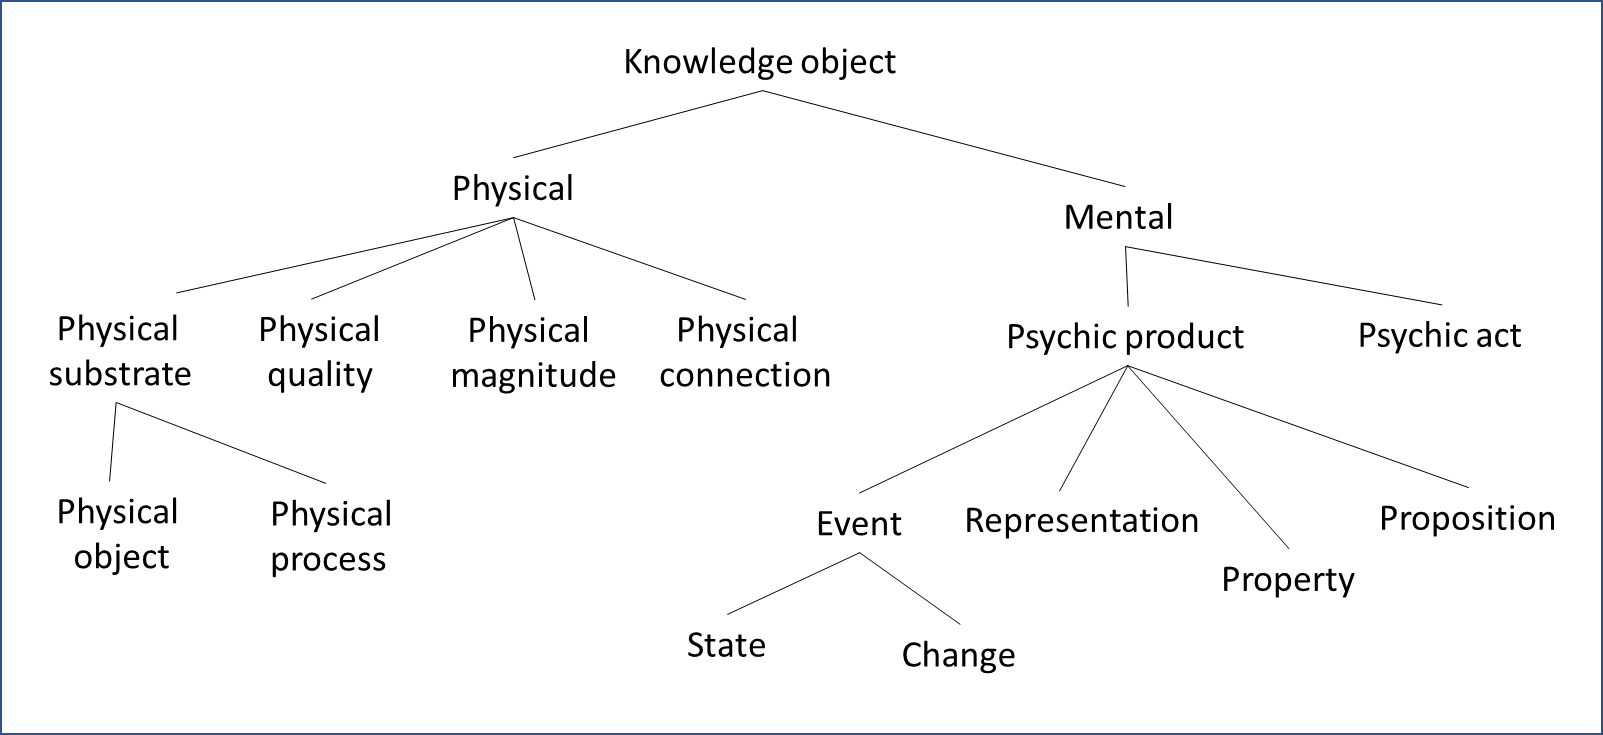 Knowledge object
Physical
Mental
Physical
substrate
Physical
quality
Physical
magnitude
Physical
connection
Psychic product
Psychic act
Physical
object
Physical
process
Event
Representation
Property
Proposition
State
Change